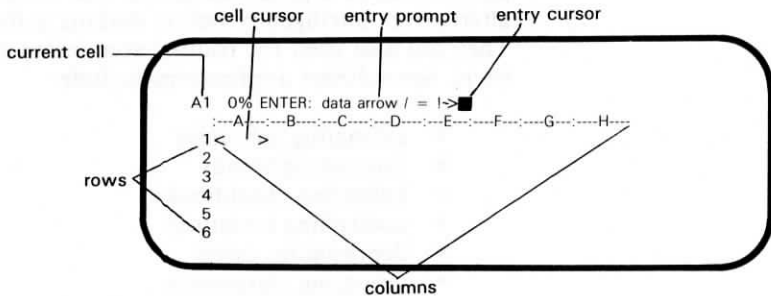 cell cursor entry prompt entry cursor
current cell
A1 0% ENTER: data arrow / = !~>
:---A---:---B---:---C---:---D---:---E---:---F---:---G---:---H---
1 < >
2
3
rows
4
5
6
columns